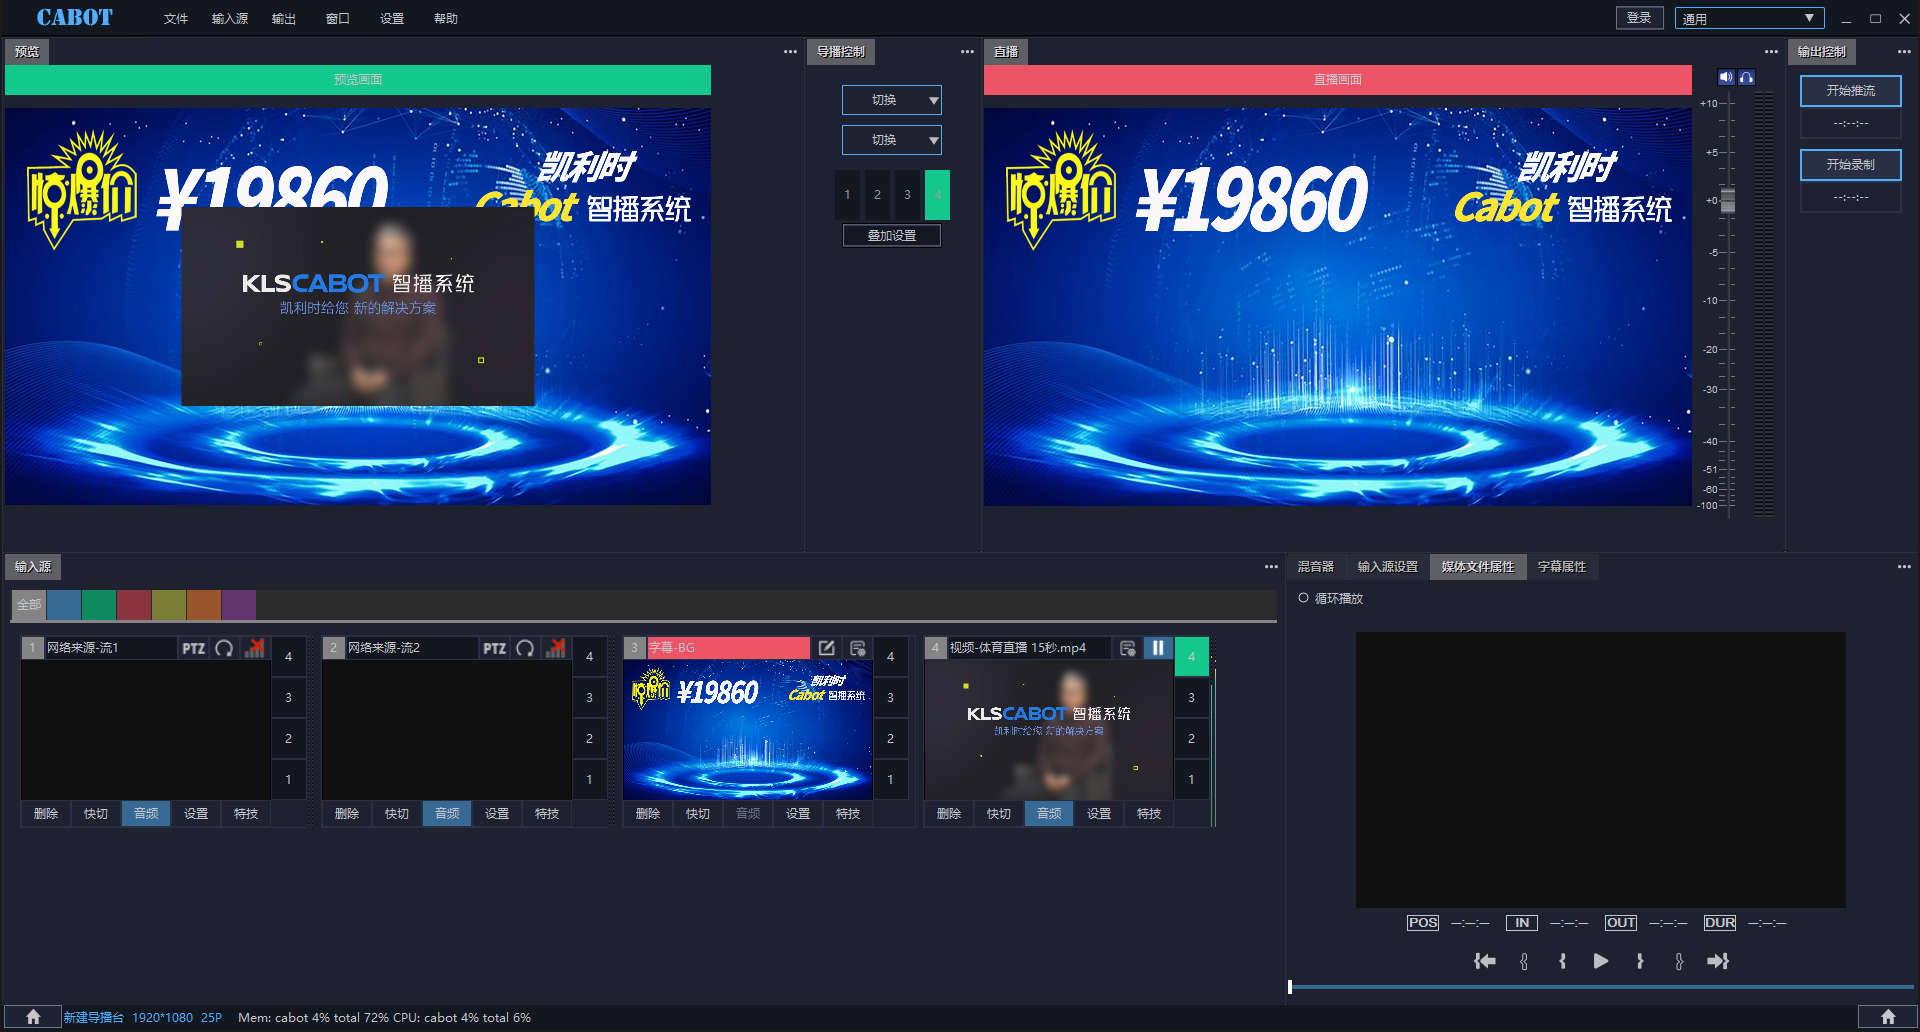 CABOT 文件 输入源 输出 窗口 设置 帮助 登录 通用
预览 导播控制 直播 输出控制
预览画面
惊爆价
¥19860
凯利时
Cabot 智播系统
KLSCABOT 智播系统
凯利时给您 新的解决方案
切换
切换
1 2 3 4
叠加设置
直播画面
惊爆价
¥19860
凯利时
Cabot 智播系统
+10
+5
+0
-5
-10
-20
-30
-40
-51
-60
-100
开始推流
--:--:--
开始录制
--:--:--
输入源
全部
1 网络来源-流1 PTZ
4
3
2
1
删除 快切 音频 设置 特技
2 网络来源-流2 PTZ
4
3
2
1
删除 快切 音频 设置 特技
3 字幕-BG
惊爆价 ¥19860
凯利时
Cabot 智播系统
4
3
2
1
删除 快切 音频 设置 特技
4 视频-体育直播 15秒.mp4
KLSCABOT 智播系统
凯利时给您 新的解决方案
4
3
2
1
删除 快切 音频 设置 特技
混音器 输入源设置 媒体文件属性 字幕属性
循环播放
POS --:--:-- IN --:--:-- OUT --:--:-- DUR --:--:--
新建导播台 1920*1080 25P Mem: cabot 4% total 72% CPU: cabot 4% total 6%